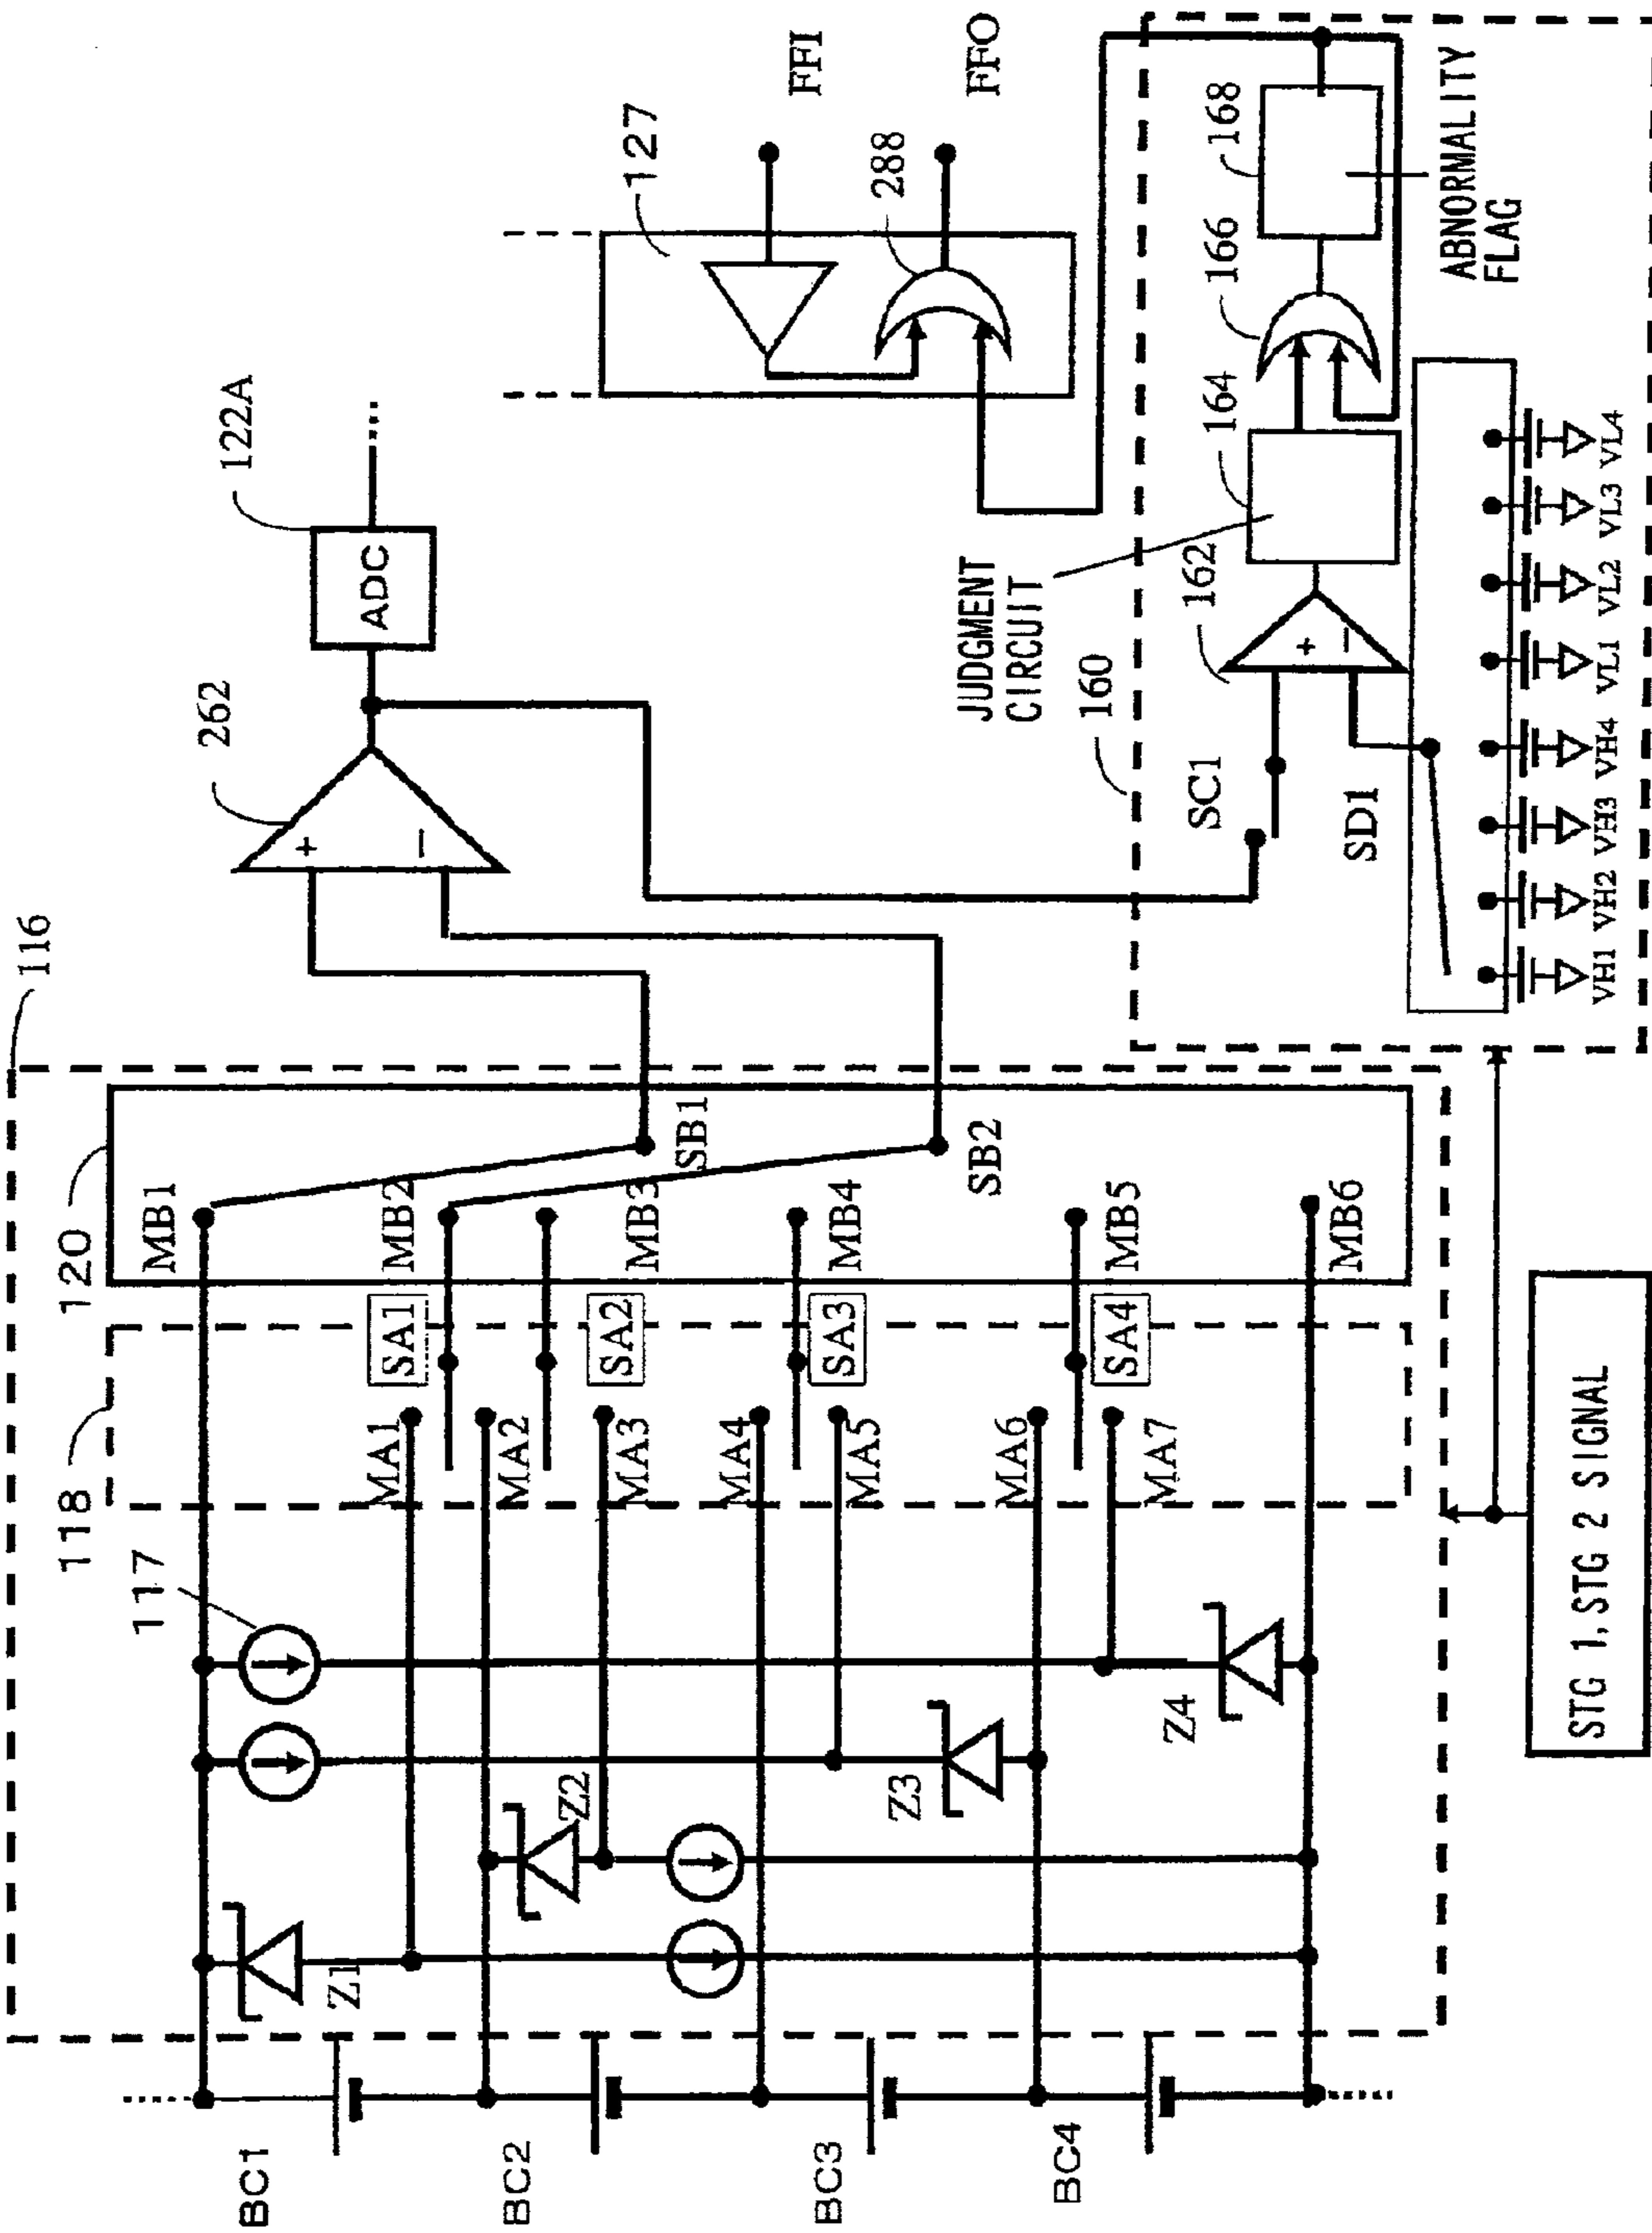 116
120
118
117
MB1
MB2
MB3
MB4
MB5
MB6
SB1
SB2
SA1
SA2
SA3
SA4
MA1
MA2
MA3
MA4
MA5
MA6
MA7
Z1
Z2
Z3
Z4
BC1
BC2
BC3
BC4
262
+
−
122A
ADC
127
FFI
FFO
288
160
JUDGMENT
CIRCUIT
162
164
166
168
+
−
SC1
SD1
ABNORMALITY
FLAG
VH1 VH2 VH3 VH4 VL1 VL2 VL3 VL4
STG 1, STG 2 SIGNAL